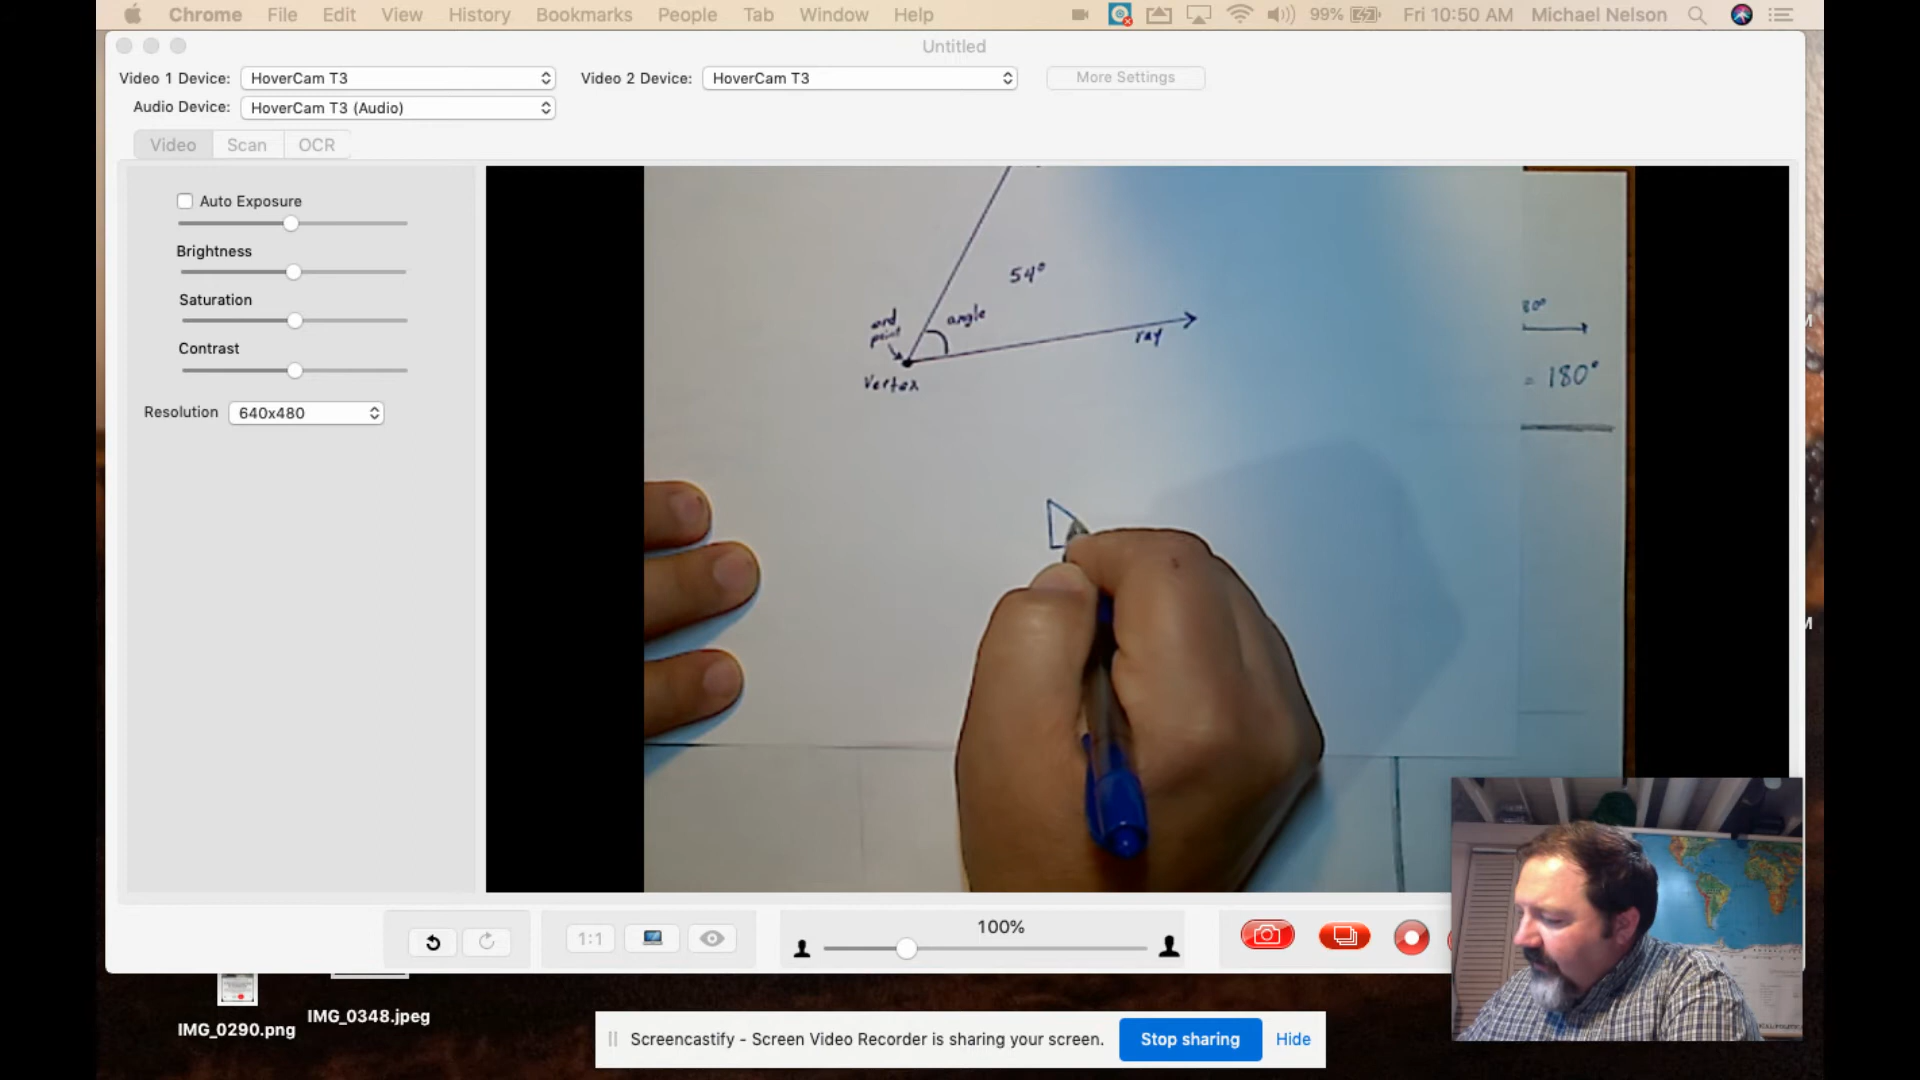 Chrome File Edit View History Bookmarks People Tab Window Help 99% Fri 10:50 AM Michael Nelson
Untitled
Video 1 Device: HoverCam T3 Video 2 Device: HoverCam T3 More Settings
Audio Device: HoverCam T3 (Audio)
Video Scan OCR
Auto Exposure
Brightness
Saturation
Contrast
Resolution 640x480
54°
end
point
angle
ray
Vertex
80°
= 180°
1:1
100%
IMG_0290.png
IMG_0348.jpeg
Screencastify - Screen Video Recorder is sharing your screen. Stop sharing Hide